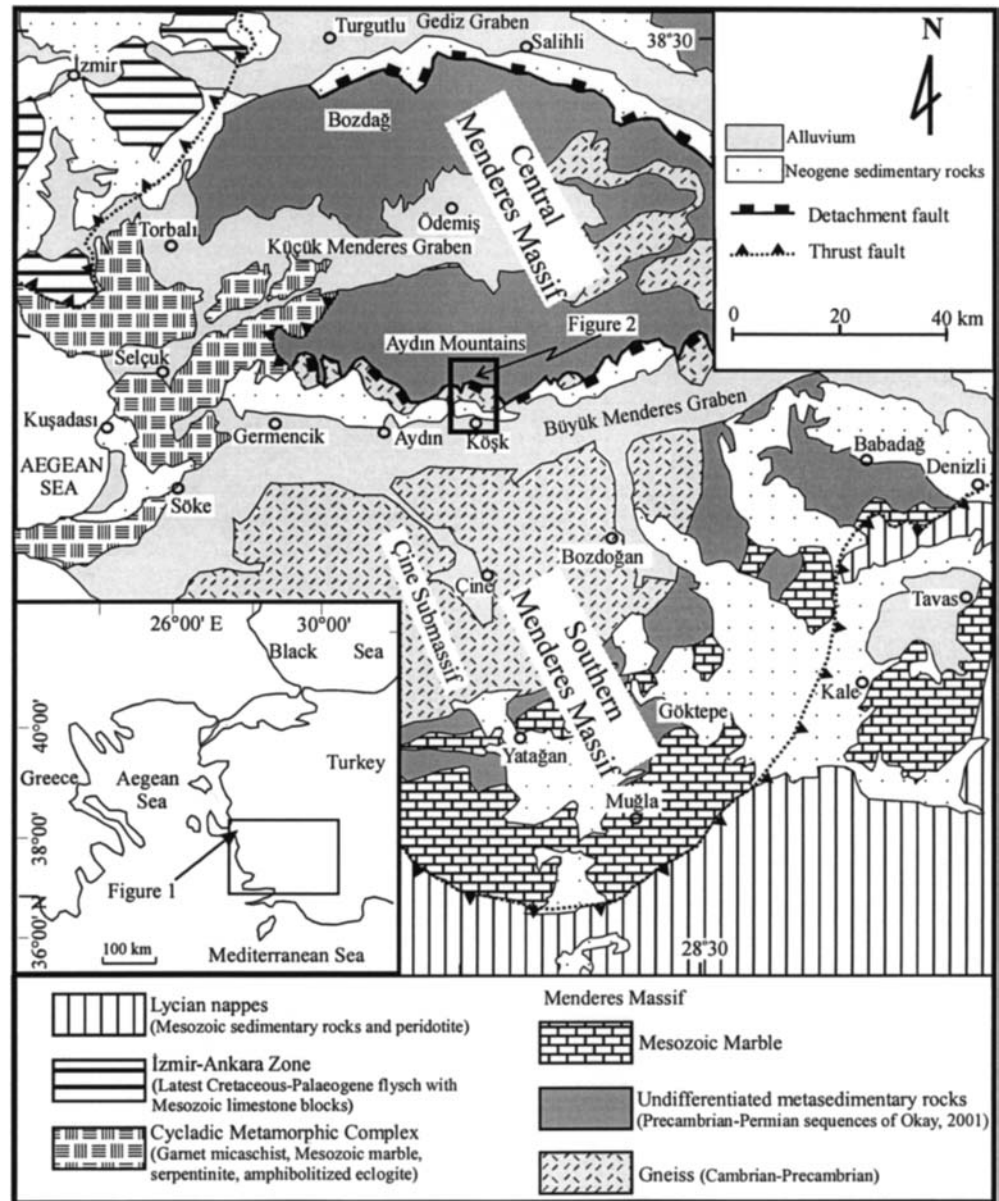 Gediz Graben
Turgutlu
Salihli
38°30
İzmir
N
Bozdağ
Central
Menderes Massif
Alluvium
Neogene sedimentary rocks
Detachment fault
Thrust fault
Ödemiş
Torbalı
Küçük Menderes Graben
0 20 40 km
Figure 2
Aydın Mountains
Selçuk
Kuşadası
Germencik
Aydın
Köşk
Büyük Menderes Graben
Babadağ
Denizli
AEGEAN
SEA
Söke
Bozdoğan
Çine
Çine Submassif
Southern
Menderes Massif
Tavas
Kale
Göktepe
Yatağan
Muğla
28°30
26°00' E
30°00'
Black Sea
40°00'
Turkey
Greece
Aegean
Sea
38°00'
Figure 1
36°00' N
100 km
Mediterranean Sea
Lycian nappes
(Mesozoic sedimentary rocks and peridotite)
İzmir-Ankara Zone
(Latest Cretaceous-Palaeogene flysch with
Mesozoic limestone blocks)
Cycladic Metamorphic Complex
(Garnet micaschist, Mesozoic marble,
serpentinite, amphibolitized eclogite)
Menderes Massif
Mesozoic Marble
Undifferentiated metasedimentary rocks
(Precambrian-Permian sequences of Okay, 2001)
Gneiss (Cambrian-Precambrian)